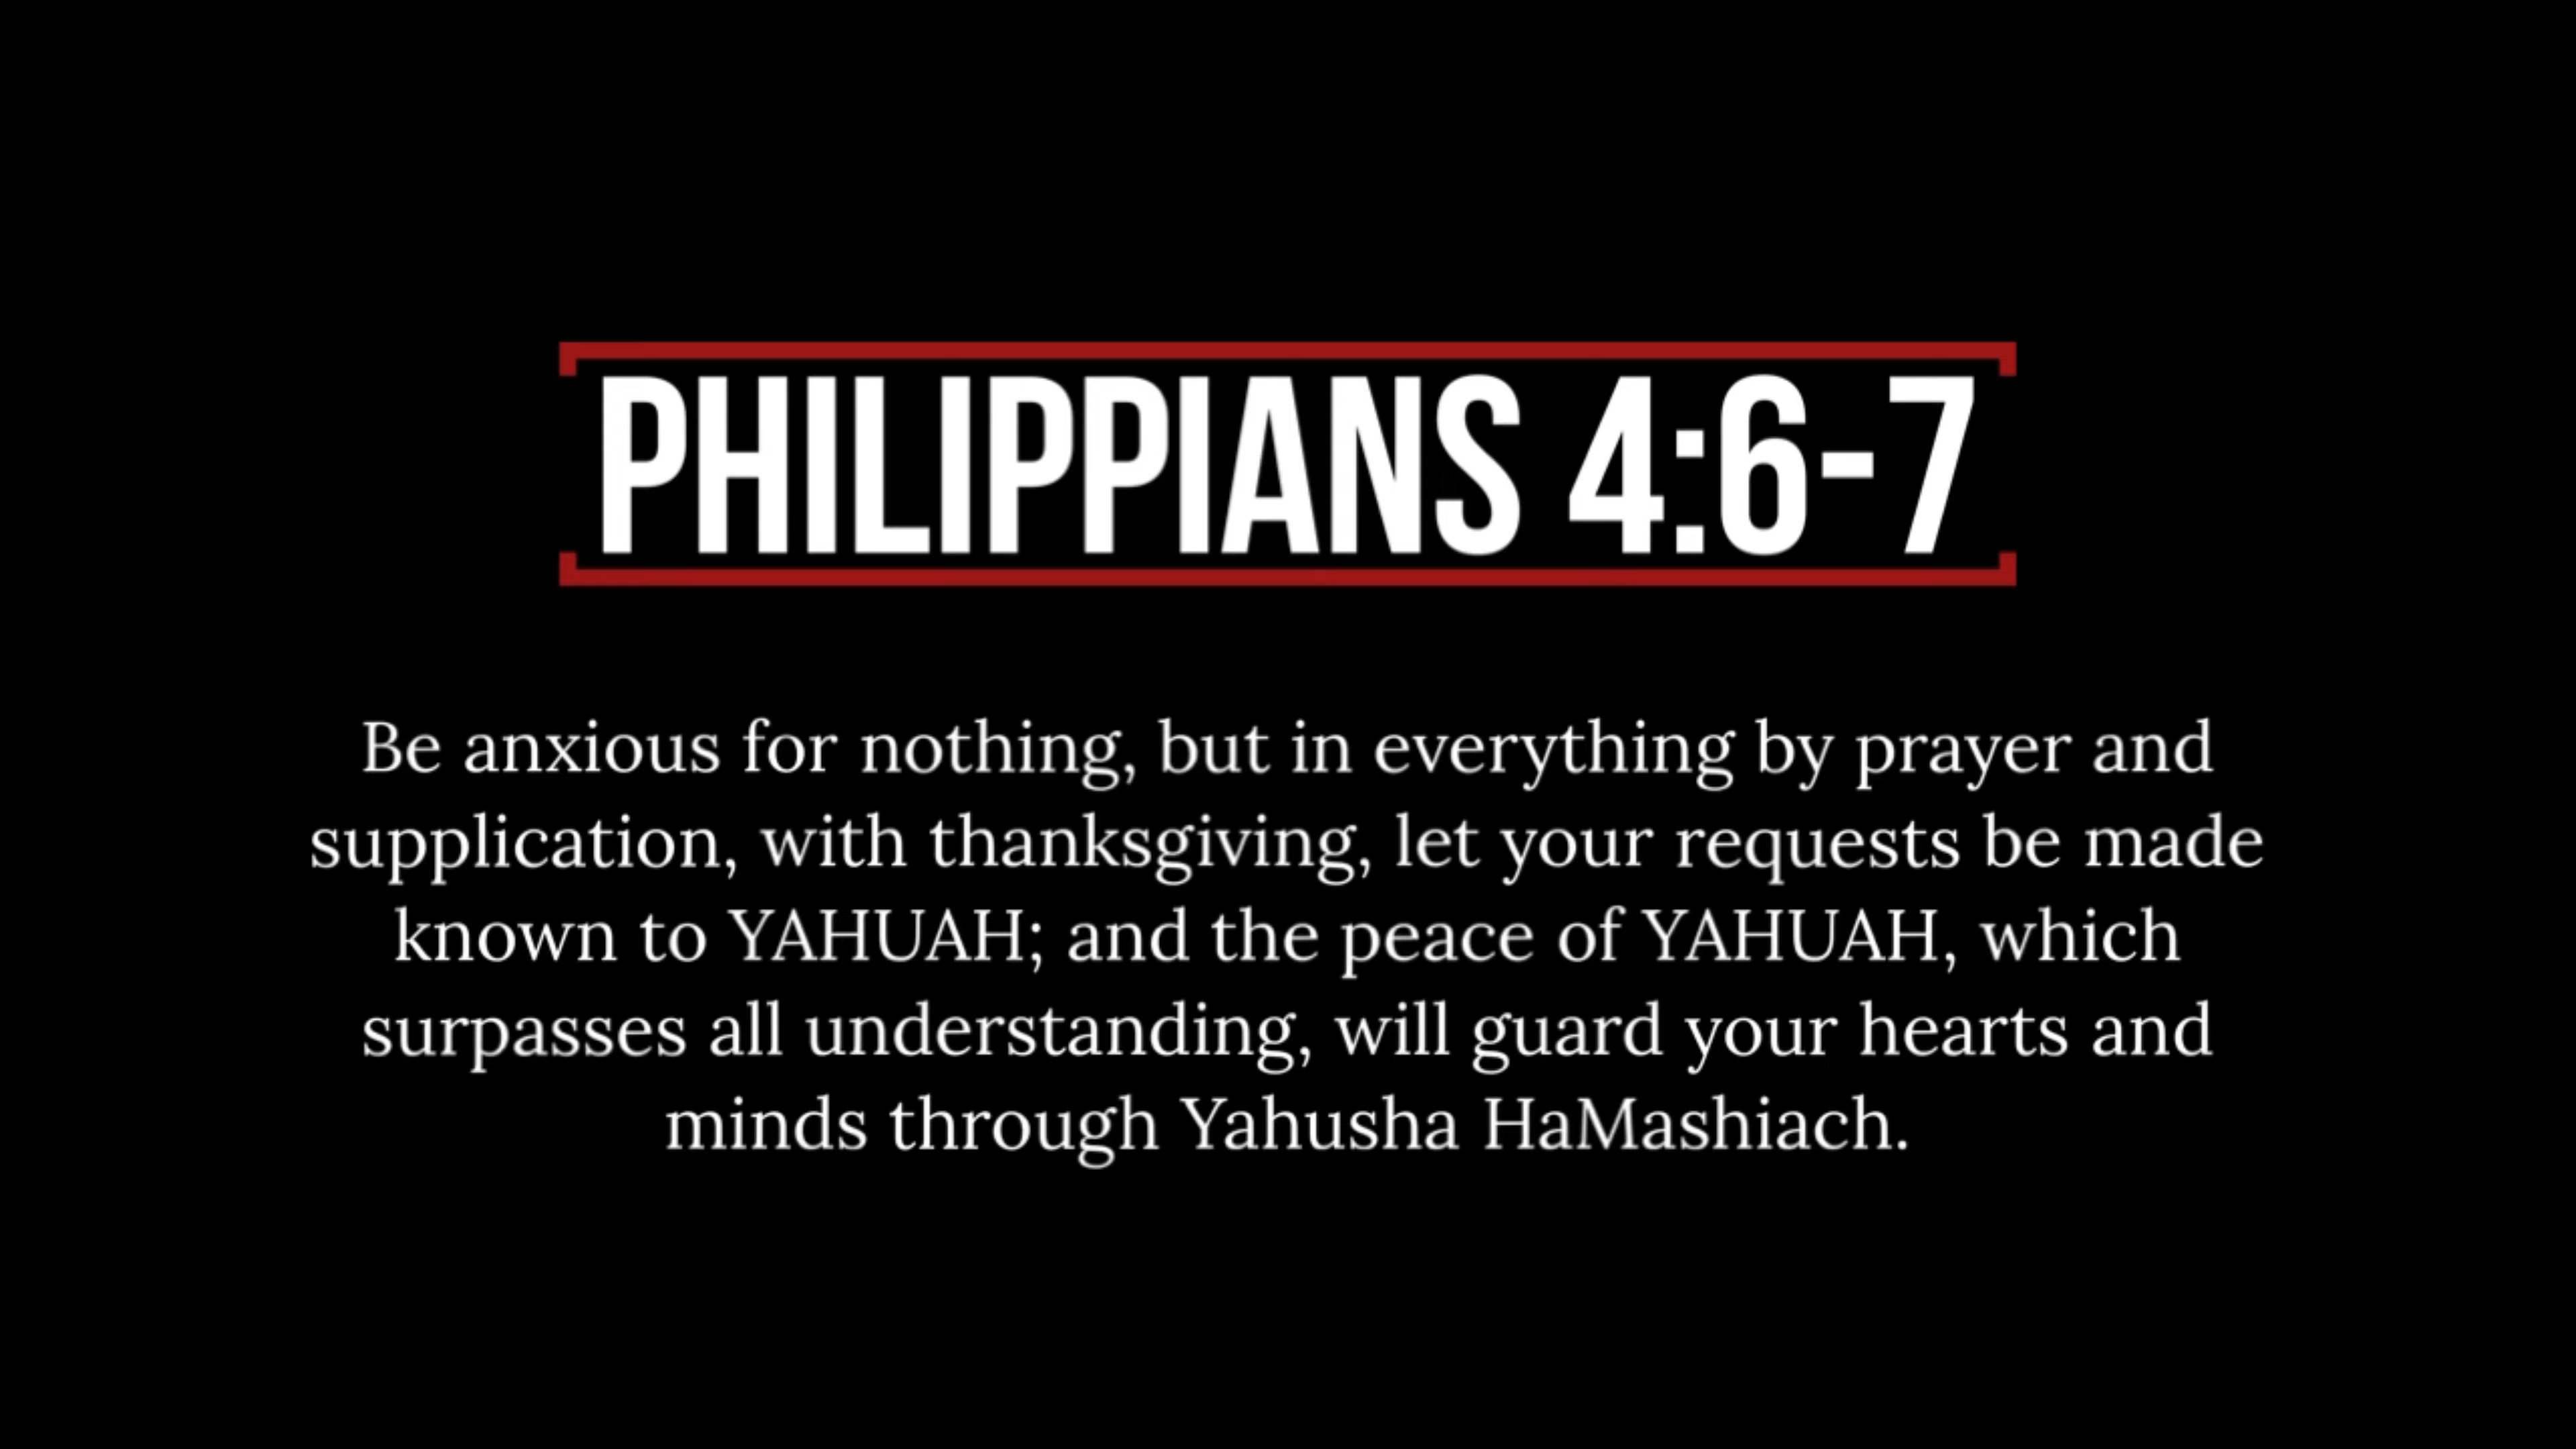 PHILIPPIANS 4:6-7
Be anxious for nothing, but in everything by prayer and
supplication, with thanksgiving, let your requests be made
known to YAHUAH; and the peace of YAHUAH, which
surpasses all understanding, will guard your hearts and
minds through Yahusha HaMashiach.